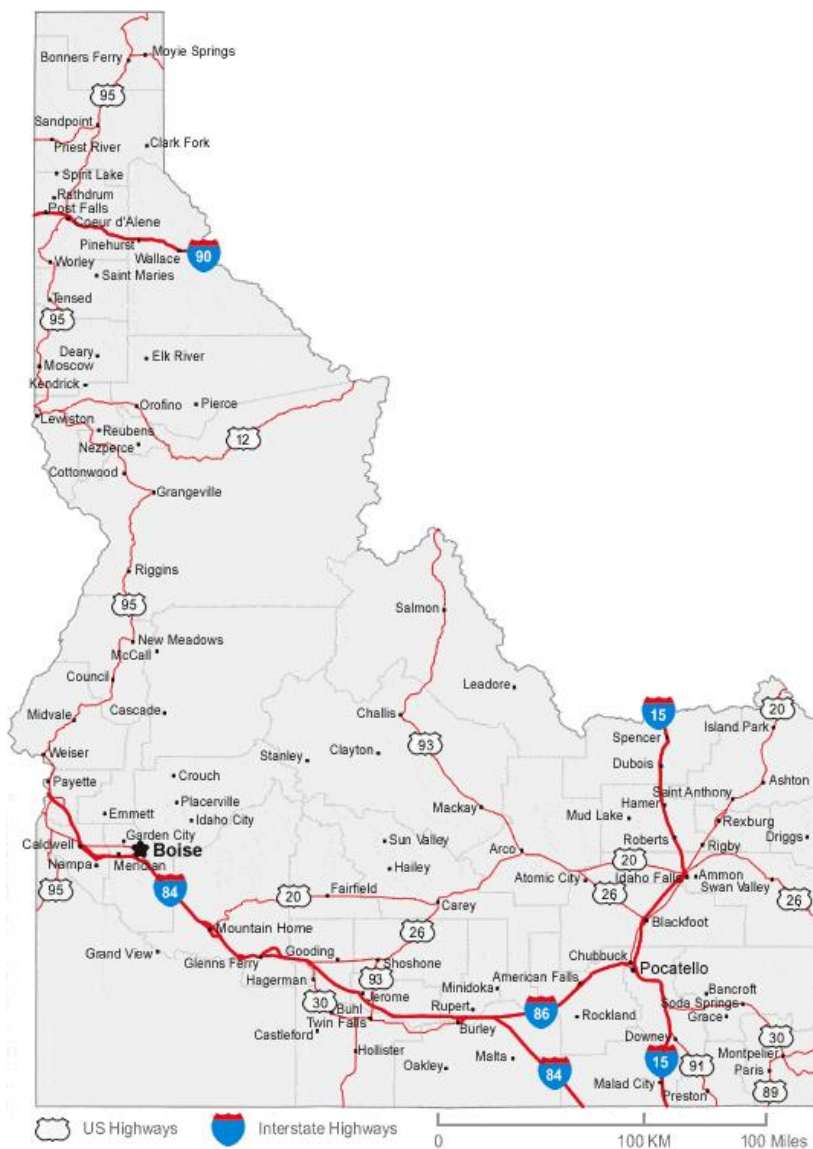 Moyie Springs
Bonners Ferry
95
Sandpoint
Clark Fork
Priest River
Spirit Lake
Rathdrum
Post Falls
Coeur d'Alene
Pinehurst
Wallace
90
Worley
Saint Maries
Tensed
95
Deary
Elk River
Moscow
Kendrick
Orofino
Pierce
Lewiston
Reubens
12
Nezperce
Cottonwood
Grangeville
Riggins
95
Salmon
New Meadows
McCall
Council
Leadore
Cascade
Challis
Midvale
15
20
Island Park
Spencer
93
Weiser
Stanley
Clayton
Dubois
Payette
Crouch
Ashton
Saint Anthony
Placerville
Mackay
Hamer
Emmett
Idaho City
Mud Lake
Rexburg
Garden City
Sun Valley
Roberts
Driggs
Caldwell
Boise
Arco
Rigby
Nampa
Meridian
20
Hailey
Atomic City
Idaho Falls
Ammon
Swan Valley
95
84
20
Fairfield
26
26
Carey
Blackfoot
Mountain Home
26
Grand View
Glenns Ferry
Gooding
Shoshone
Chubbuck
Pocatello
Hagerman
93
American Falls
Minidoka
Jerome
Bancroft
30
Buhl
Rupert
86
Rockland
Soda Springs
Grace
Twin Falls
Burley
Castleford
Downey
30
Hollister
Malta
Montpelier
Oakley
84
15
91
Paris
Malad City
Preston
89
US Highways
Interstate Highways
0
100 KM
100 Miles